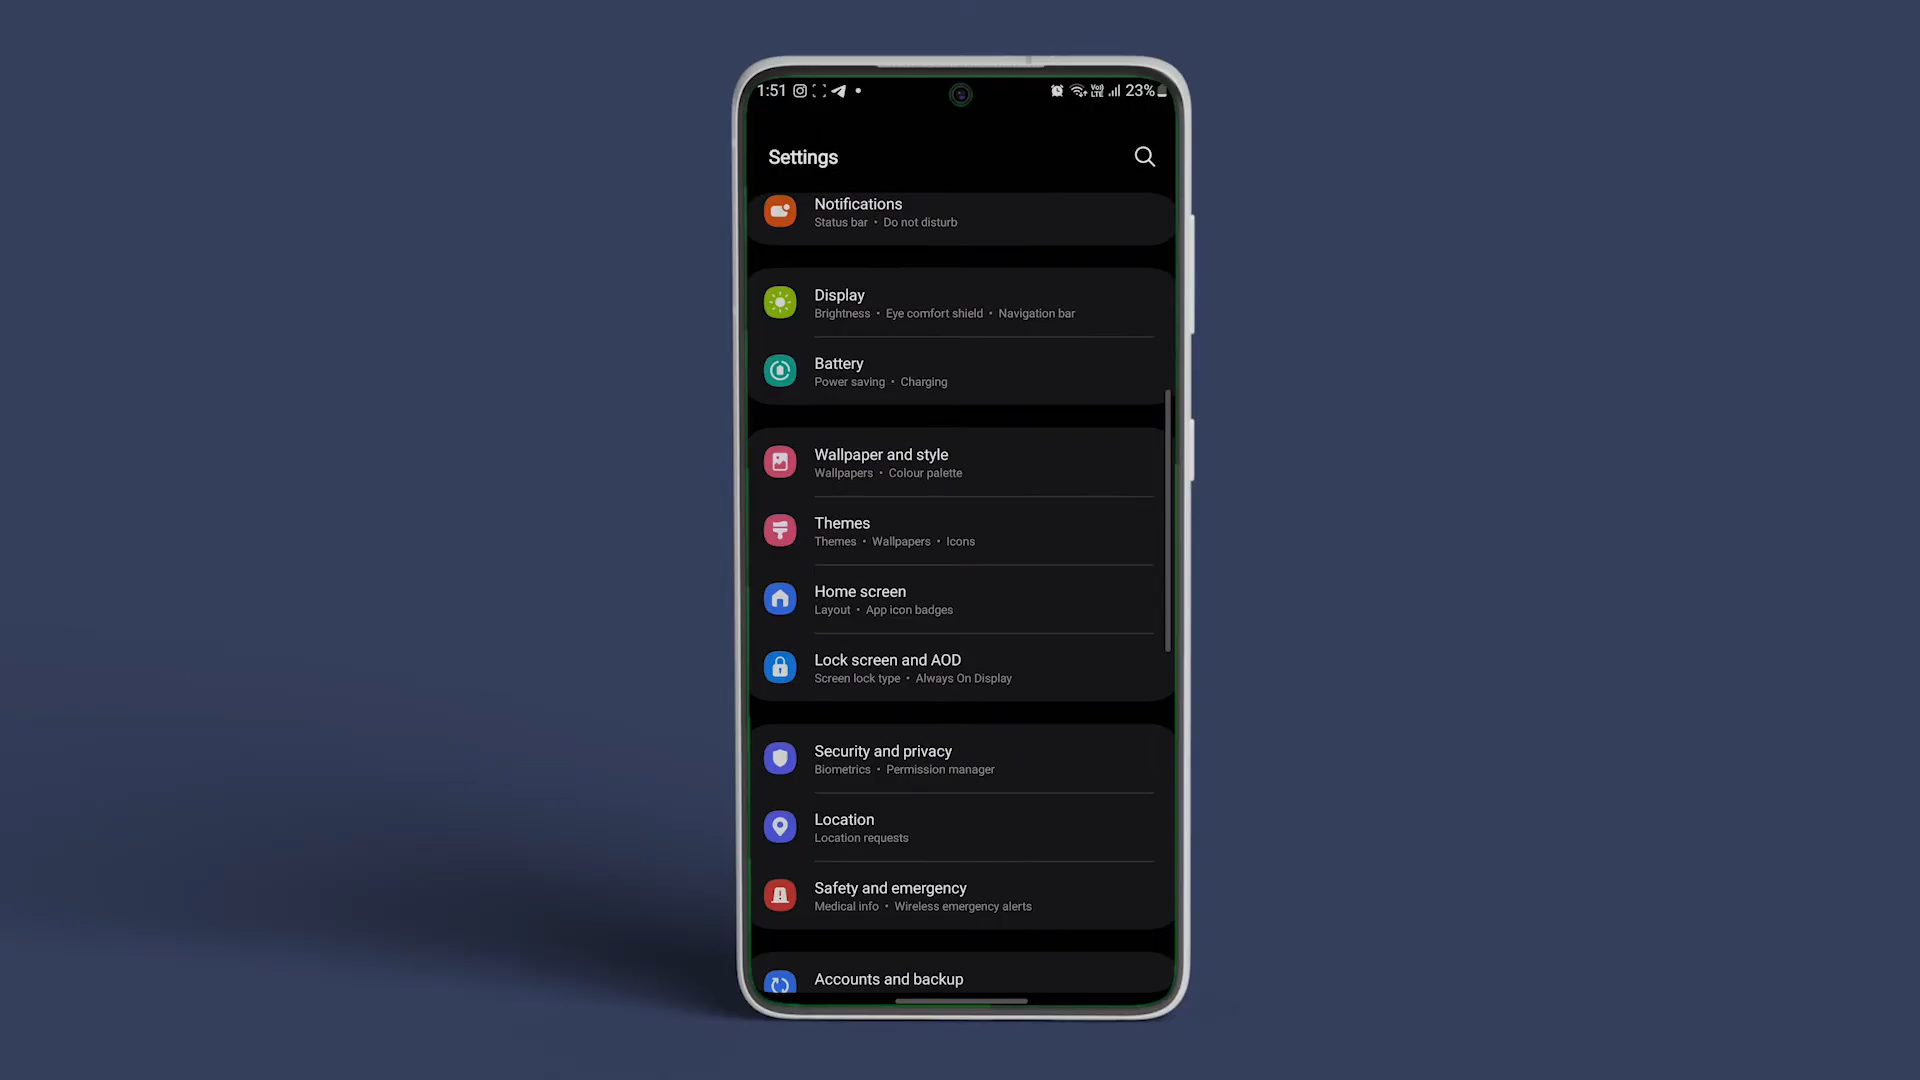 1:51
VoLTE 23%
Settings
Notifications
Status bar • Do not disturb
Display
Brightness • Eye comfort shield • Navigation bar
Battery
Power saving • Charging
Wallpaper and style
Wallpapers • Colour palette
Themes
Themes • Wallpapers • Icons
Home screen
Layout • App icon badges
Lock screen and AOD
Screen lock type • Always On Display
Security and privacy
Biometrics • Permission manager
Location
Location requests
Safety and emergency
Medical info • Wireless emergency alerts
Accounts and backup